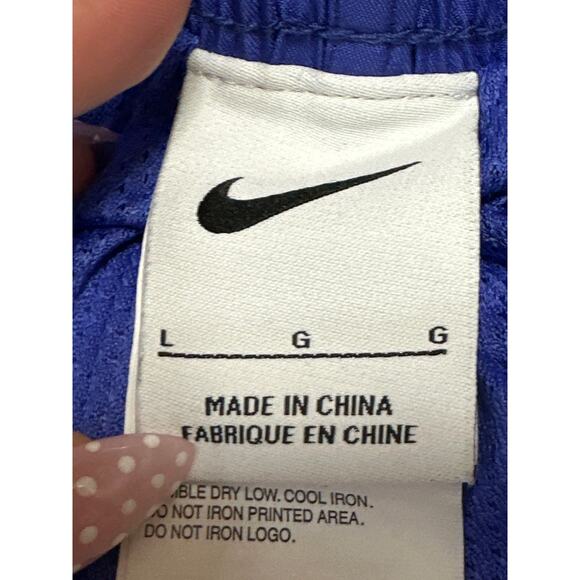 L G G
MADE IN CHINA
FABRIQUE EN CHINE
DRY LOW. COOL IRON.
NOT IRON PRINTED AREA.
DO NOT IRON LOGO.